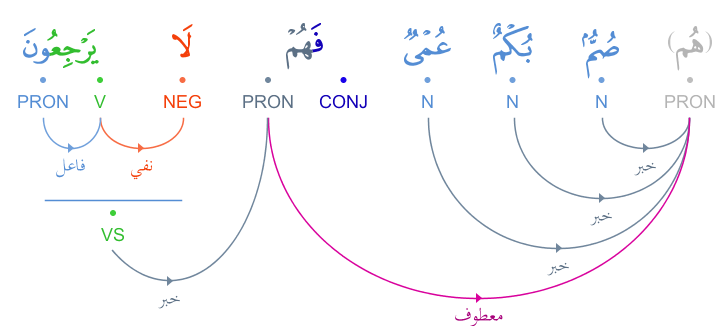 (هُم) صُمٌّۢ بُكْمٌ عُمْىٌۭ فَهُمْ لَا يَرْجِعُونَ
PRON V NEG PRON CONJ N N N PRON
فاعل نفي خبر
خبر
VS خبر
خبر معطوف